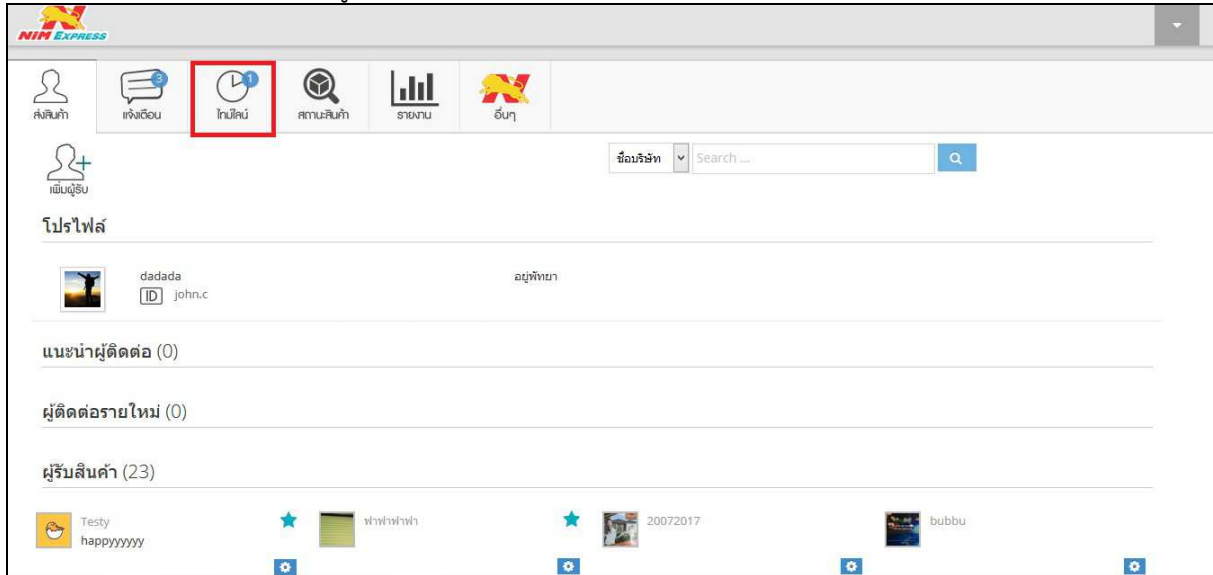 NIM EXPRESS
ส่งสินค้า
แจ้งเตือน 3
ไทม์ไลน์ 1
สถานะสินค้า
รายงาน
อื่นๆ
เพิ่มผู้รับ
ชื่อบริษัท Search ...
โปรไฟล์
dadada อยู่พัทยา
ID john.c
แนะนำผู้ติดต่อ (0)
ผู้ติดต่อรายใหม่ (0)
ผู้รับสินค้า (23)
Testy ฟาฟาฟาฟา 20072017 bubbu
happyyyyyy